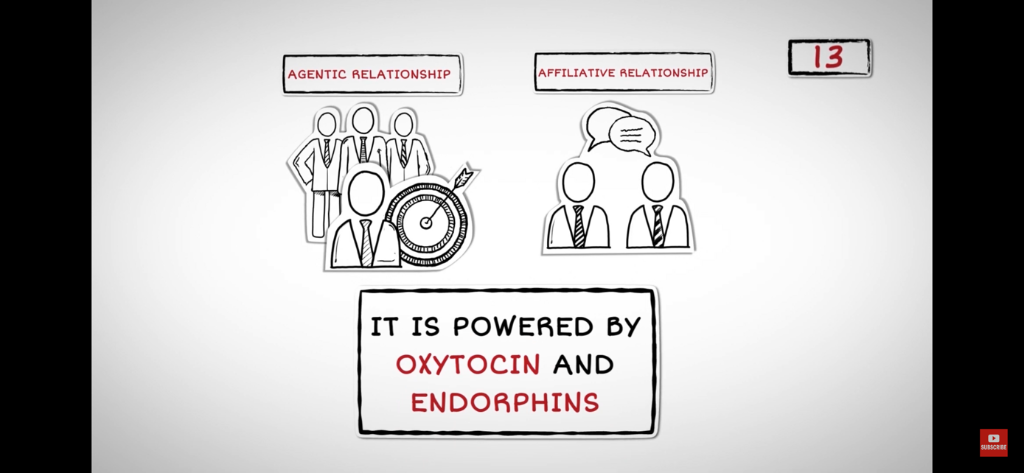 AGENTIC RELATIONSHIP
AFFILIATIVE RELATIONSHIP
13
IT IS POWERED BY
OXYTOCIN AND
ENDORPHINS
SUBSCRIBE